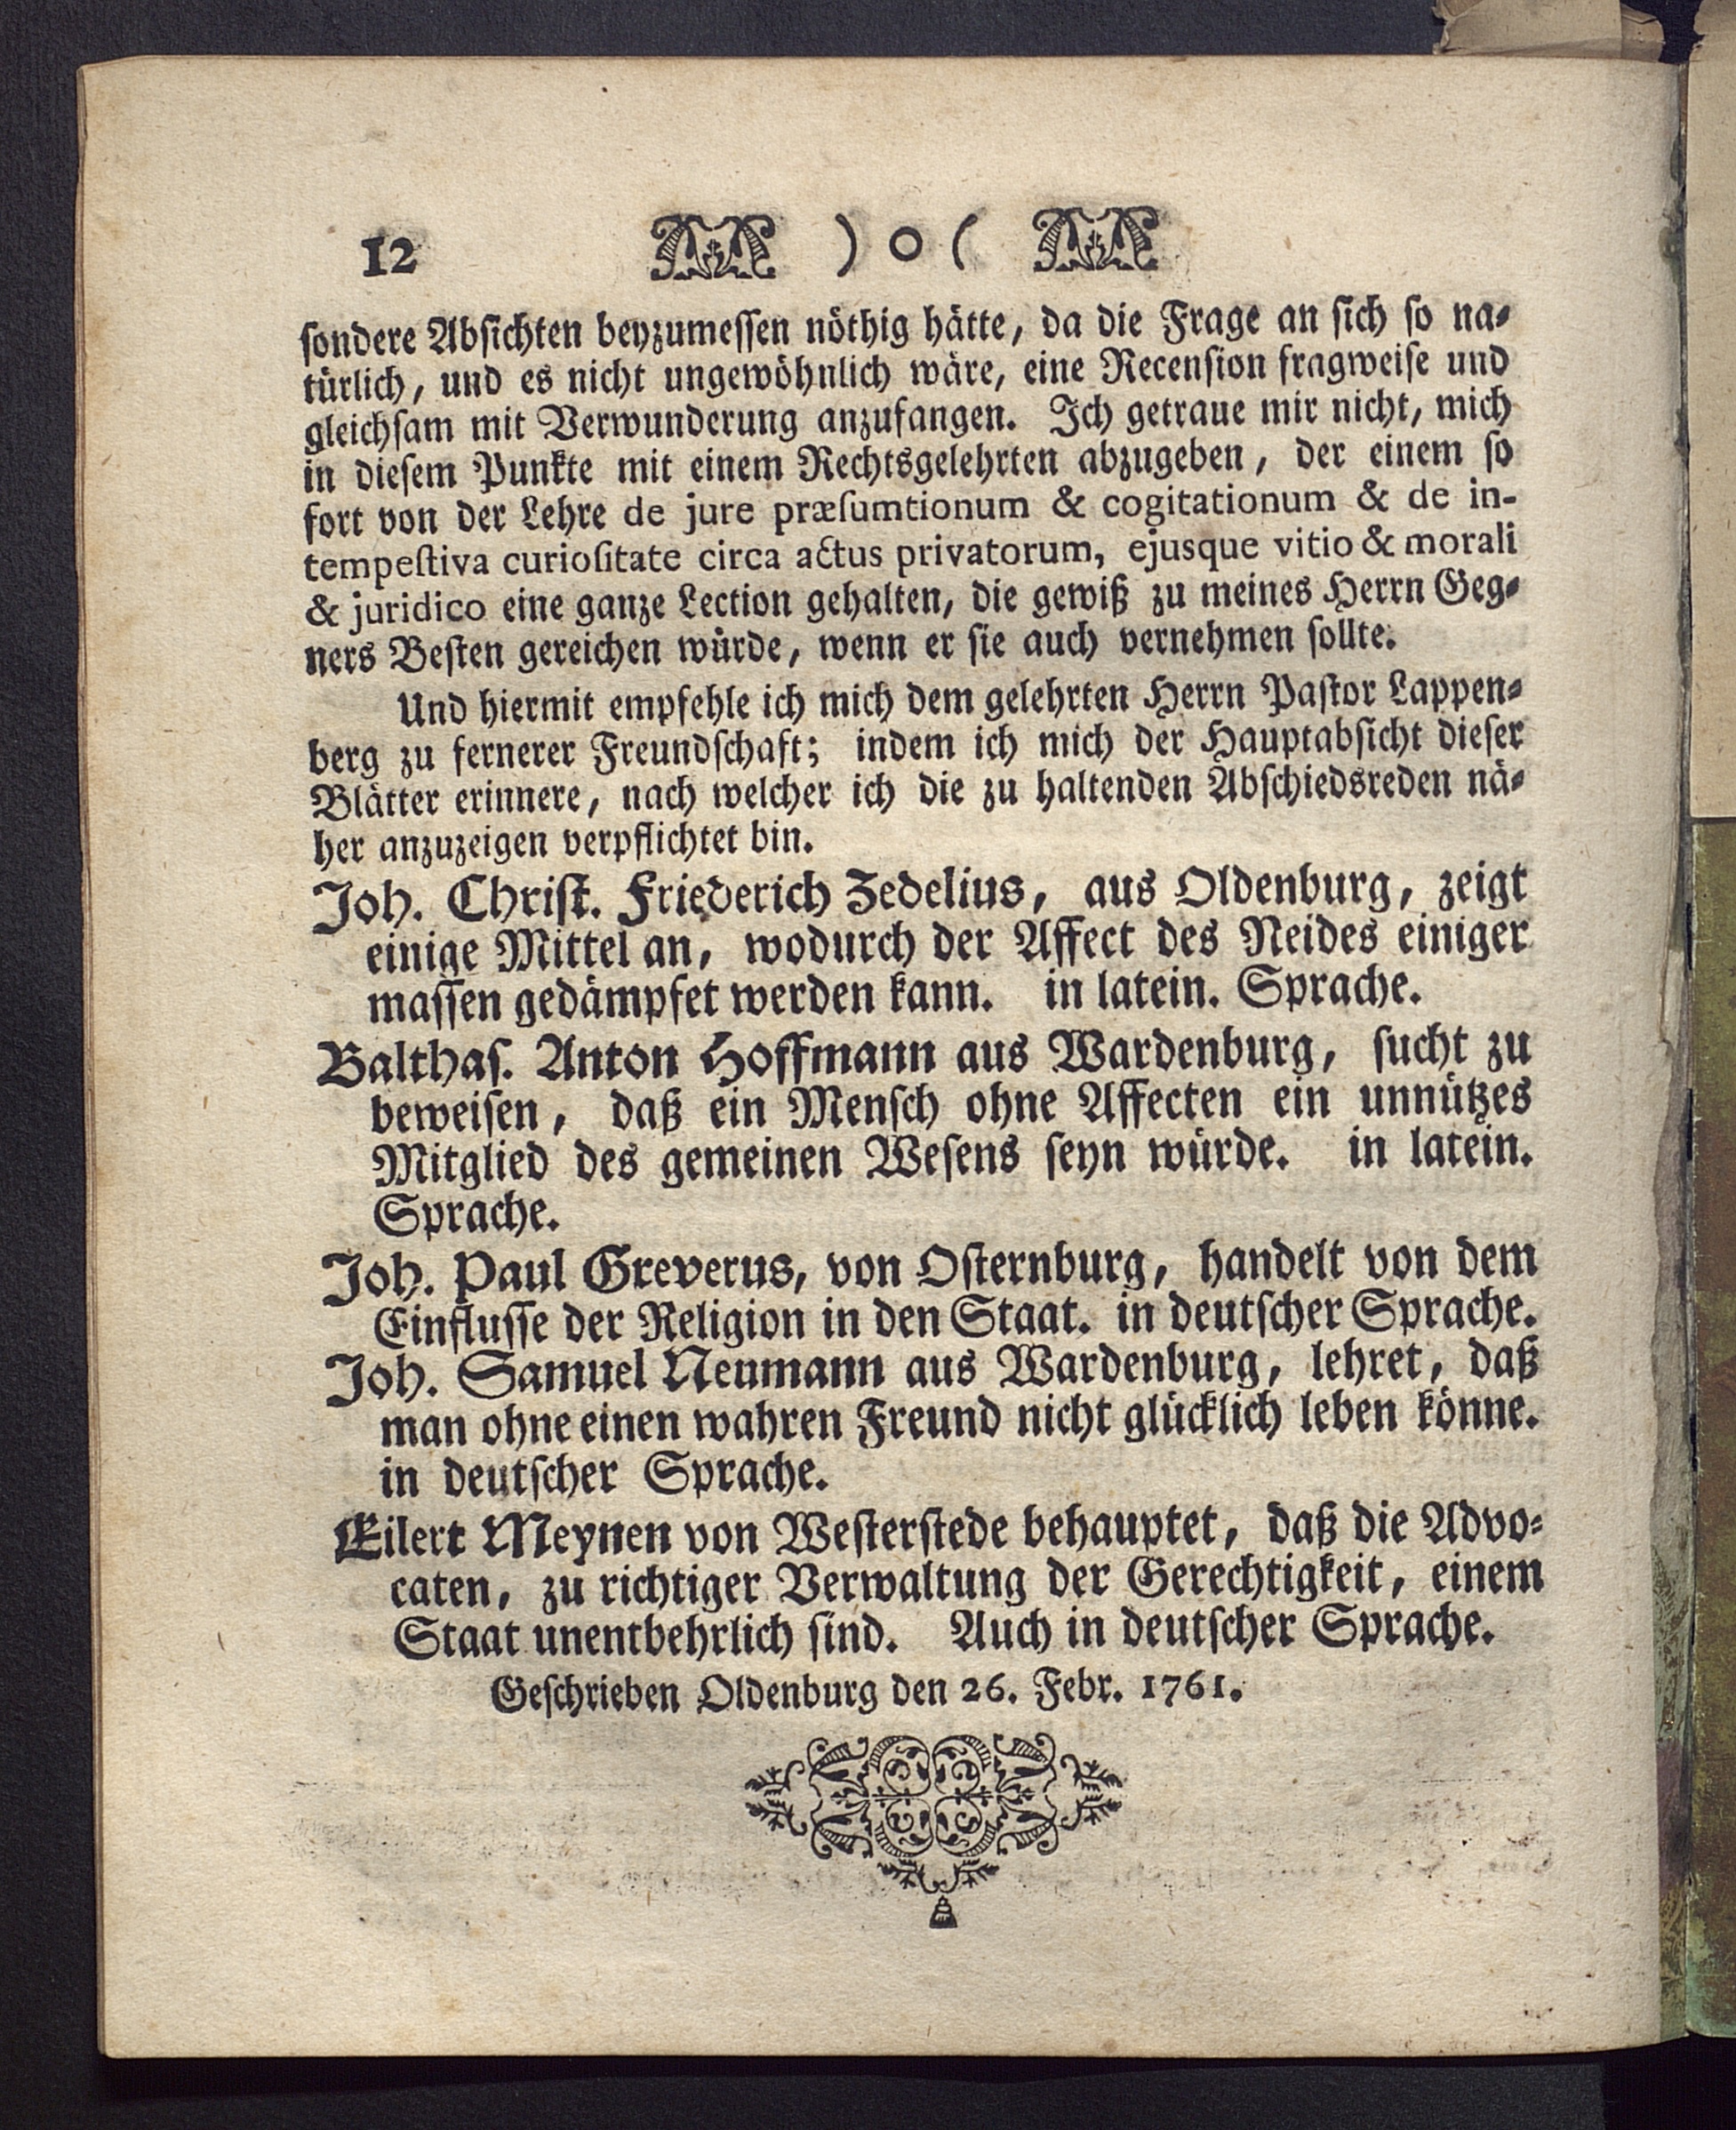 12 ) o (
sondere Absichten beyzumessen nöthig hätte, da die Frage an sich so na-
türlich, und es nicht ungewöhnlich wäre, eine Recension fragweise und
gleichsam mit Verwunderung anzufangen. Ich getraue mir nicht, mich
in diesem Punkte mit einem Rechtsgelehrten abzugeben, der einem so
fort von der Lehre de jure præsumtionum & cogitationum & de in-
tempestiva curiositate circa actus privatorum, ejusque vitio & morali
& juridico eine ganze Lection gehalten, die gewiß zu meines Herrn Geg-
ners Besten gereichen würde, wenn er sie auch vernehmen sollte.
Und hiermit empfehle ich mich dem gelehrten Herrn Pastor Lappen-
berg zu fernerer Freundschaft; indem ich mich der Hauptabsicht dieser
Blätter erinnere, nach welcher ich die zu haltenden Abschiedsreden nä-
her anzuzeigen verpflichtet bin.
Joh. Christ. Friederich Zedelius, aus Oldenburg, zeigt
einige Mittel an, wodurch der Affect des Neides einiger
massen gedämpfet werden kann. in latein. Sprache.
Balthas. Anton Hoffmann aus Wardenburg, sucht zu
beweisen, daß ein Mensch ohne Affecten ein unnützes
Mitglied des gemeinen Wesens seyn würde. in latein.
Sprache.
Joh. Paul Greverus, von Osternburg, handelt von dem
Einflusse der Religion in den Staat. in deutscher Sprache.
Joh. Samuel Neumann aus Wardenburg, lehret, daß
man ohne einen wahren Freund nicht glücklich leben könne.
in deutscher Sprache.
Eilert Meynen von Westerstede behauptet, daß die Advo-
caten, zu richtiger Verwaltung der Gerechtigkeit, einem
Staat unentbehrlich sind. Auch in deutscher Sprache.
Geschrieben Oldenburg den 26. Febr. 1761.